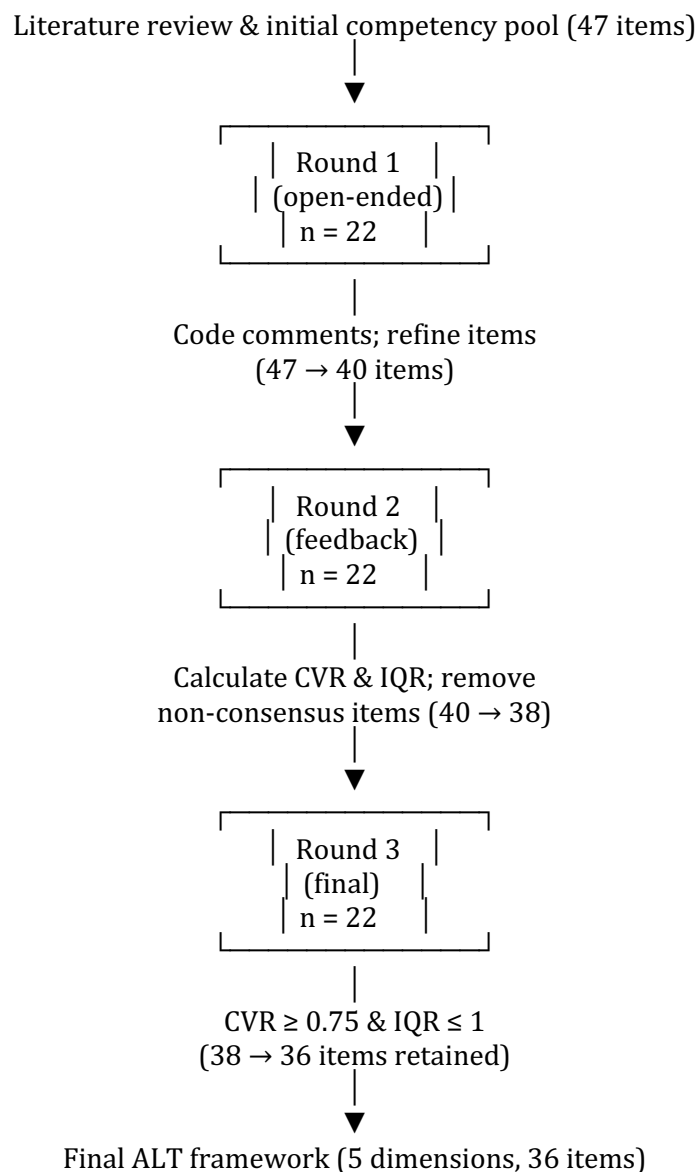 Literature review & initial competency pool (47 items)
Round 1
(open-ended)
n = 22
Code comments; refine items
(47 → 40 items)
Round 2
(feedback)
n = 22
Calculate CVR & IQR; remove
non-consensus items (40 → 38)
Round 3
(final)
n = 22
CVR ≥ 0.75 & IQR ≤ 1
(38 → 36 items retained)
Final ALT framework (5 dimensions, 36 items)